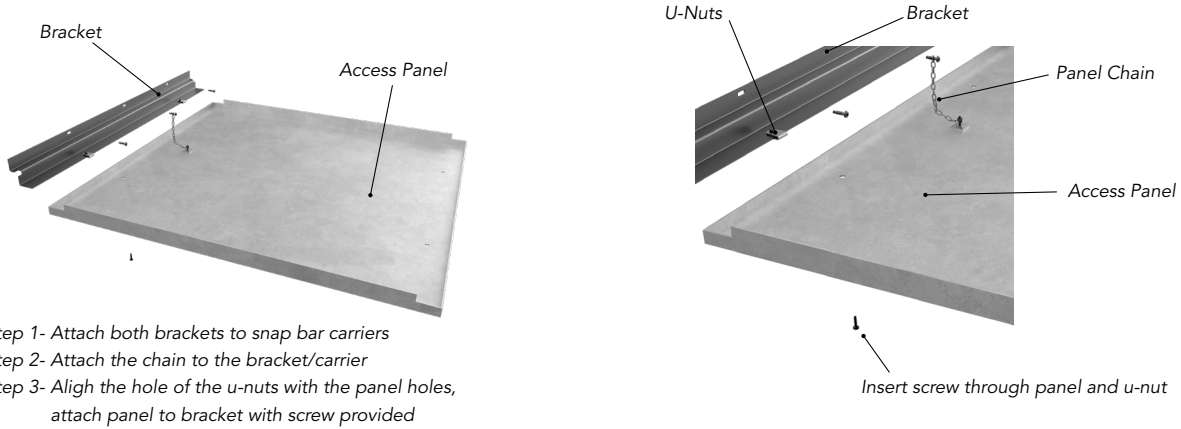 Bracket
Access Panel
tep 1- Attach both brackets to snap bar carriers
tep 2- Attach the chain to the bracket/carrier
tep 3- Aligh the hole of the u-nuts with the panel holes,
attach panel to bracket with screw provided
U-Nuts
Bracket
Panel Chain
Access Panel
Insert screw through panel and u-nut